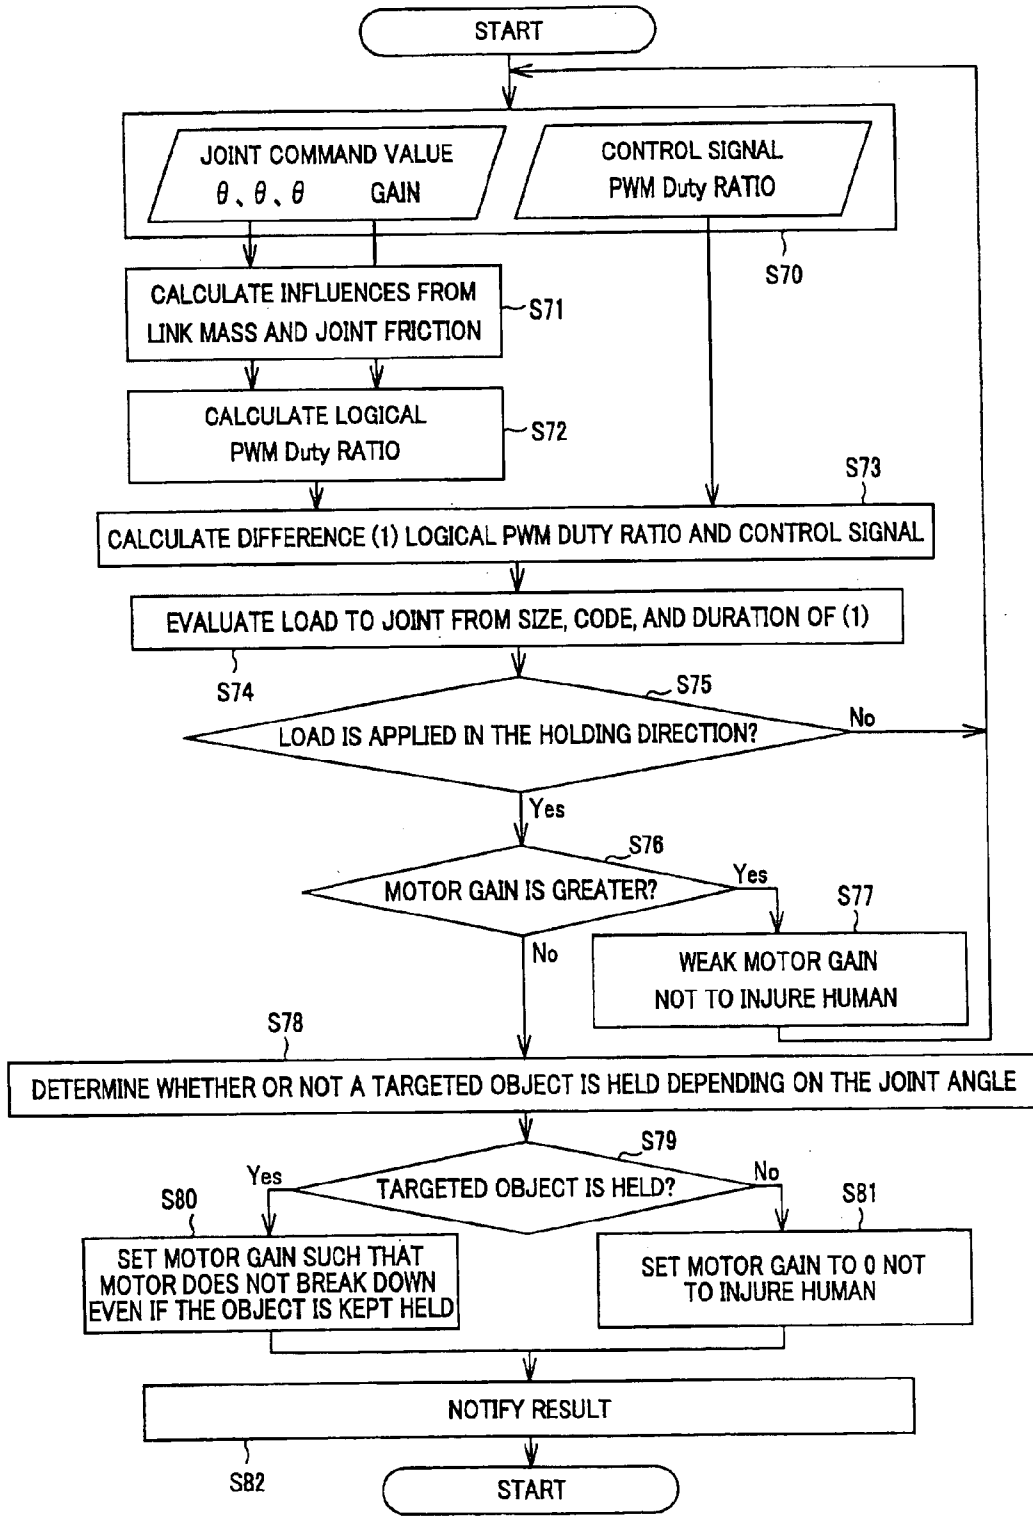 START
JOINT COMMAND VALUE
θ、θ、θ GAIN
CONTROL SIGNAL
PWM Duty RATIO
S70
CALCULATE INFLUENCES FROM
LINK MASS AND JOINT FRICTION
S71
CALCULATE LOGICAL
PWM Duty RATIO
S72
S73
CALCULATE DIFFERENCE (1) LOGICAL PWM DUTY RATIO AND CONTROL SIGNAL
EVALUATE LOAD TO JOINT FROM SIZE, CODE, AND DURATION OF (1)
S74
S75
LOAD IS APPLIED IN THE HOLDING DIRECTION?
No
Yes
S76
MOTOR GAIN IS GREATER?
Yes
No
S77
WEAK MOTOR GAIN
NOT TO INJURE HUMAN
S78
DETERMINE WHETHER OR NOT A TARGETED OBJECT IS HELD DEPENDING ON THE JOINT ANGLE
S79
TARGETED OBJECT IS HELD?
Yes
No
S80
SET MOTOR GAIN SUCH THAT
MOTOR DOES NOT BREAK DOWN
EVEN IF THE OBJECT IS KEPT HELD
S81
SET MOTOR GAIN TO 0 NOT
TO INJURE HUMAN
NOTIFY RESULT
S82
START